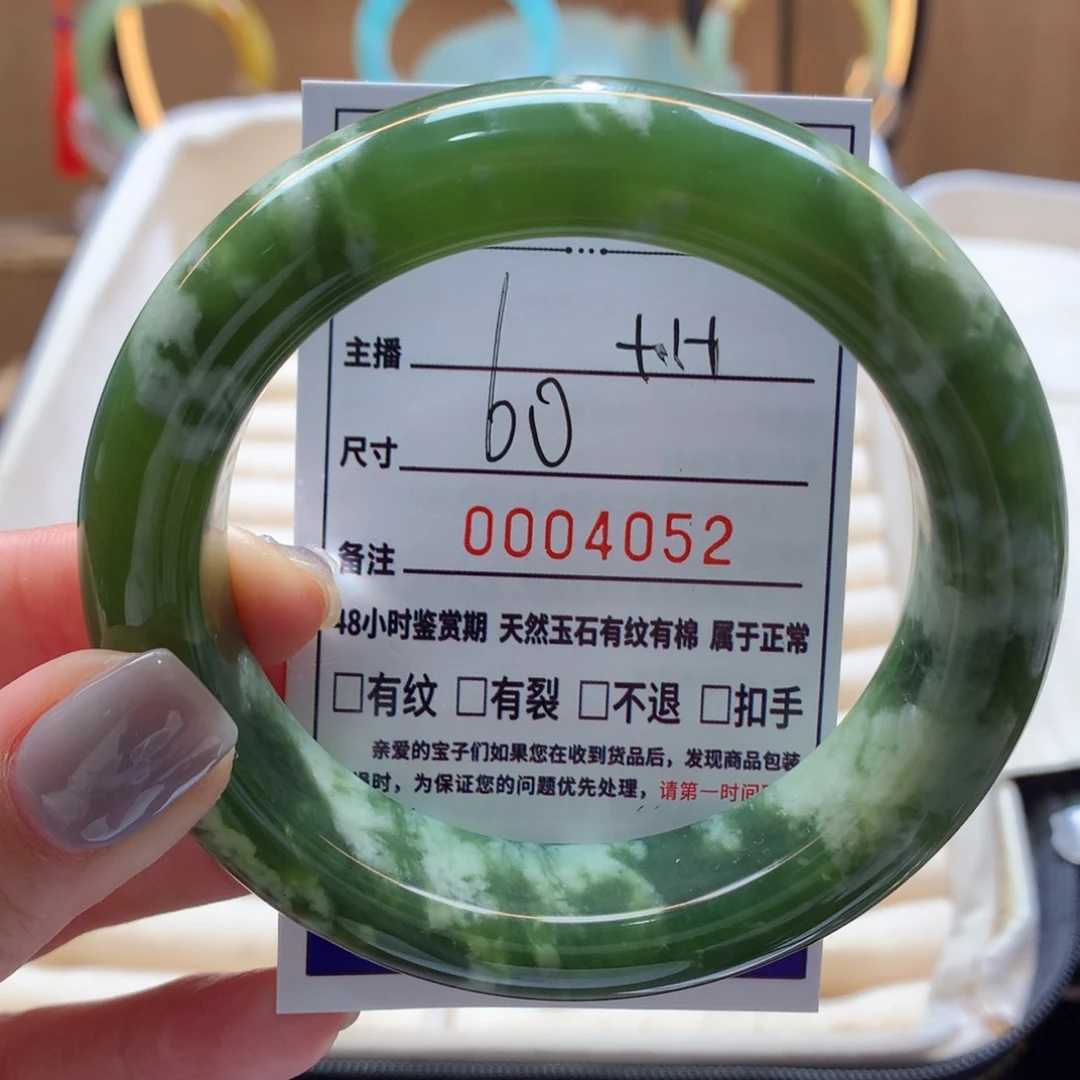 主播
尺寸 60
备注 0004052
48小时鉴赏期 天然玉石有纹有棉 属于正常
□有纹 □有裂 □不退 □扣手
亲爱的宝子们如果您在收到货品后，发现商品包装
时，为保证您的问题优先处理，请第一时间